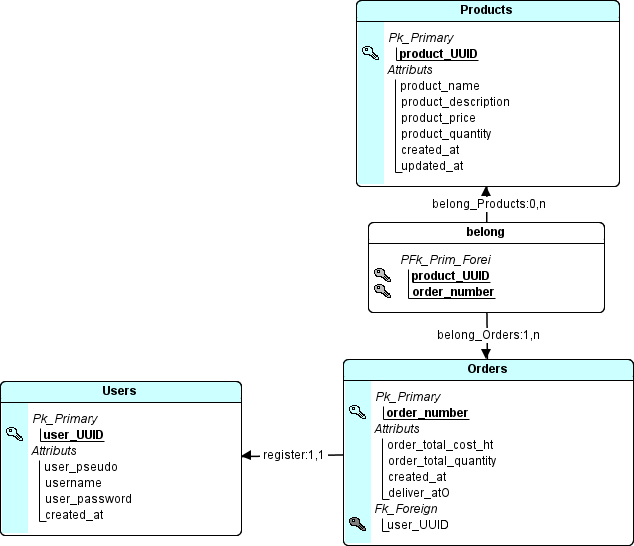 Products
Pk_Primary
product_UUID
Attributs
product_name
product_description
product_price
product_quantity
created_at
updated_at
belong_Products:0,n
belong
PFk_Prim_Forei
product_UUID
order_number
belong_Orders:1,n
Orders
Pk_Primary
order_number
Attributs
order_total_cost_ht
order_total_quantity
created_at
deliver_atO
Fk_Foreign
user_UUID
register:1,1
Users
Pk_Primary
user_UUID
Attributs
user_pseudo
username
user_password
created_at